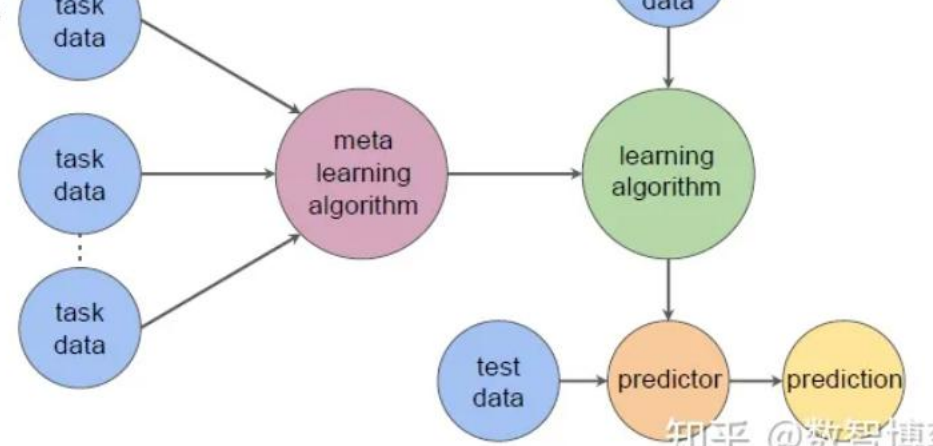 task
data
data
task
data
meta
learning
algorithm
learning
algorithm
task
data
test
data
predictor
prediction
知乎 @数智博